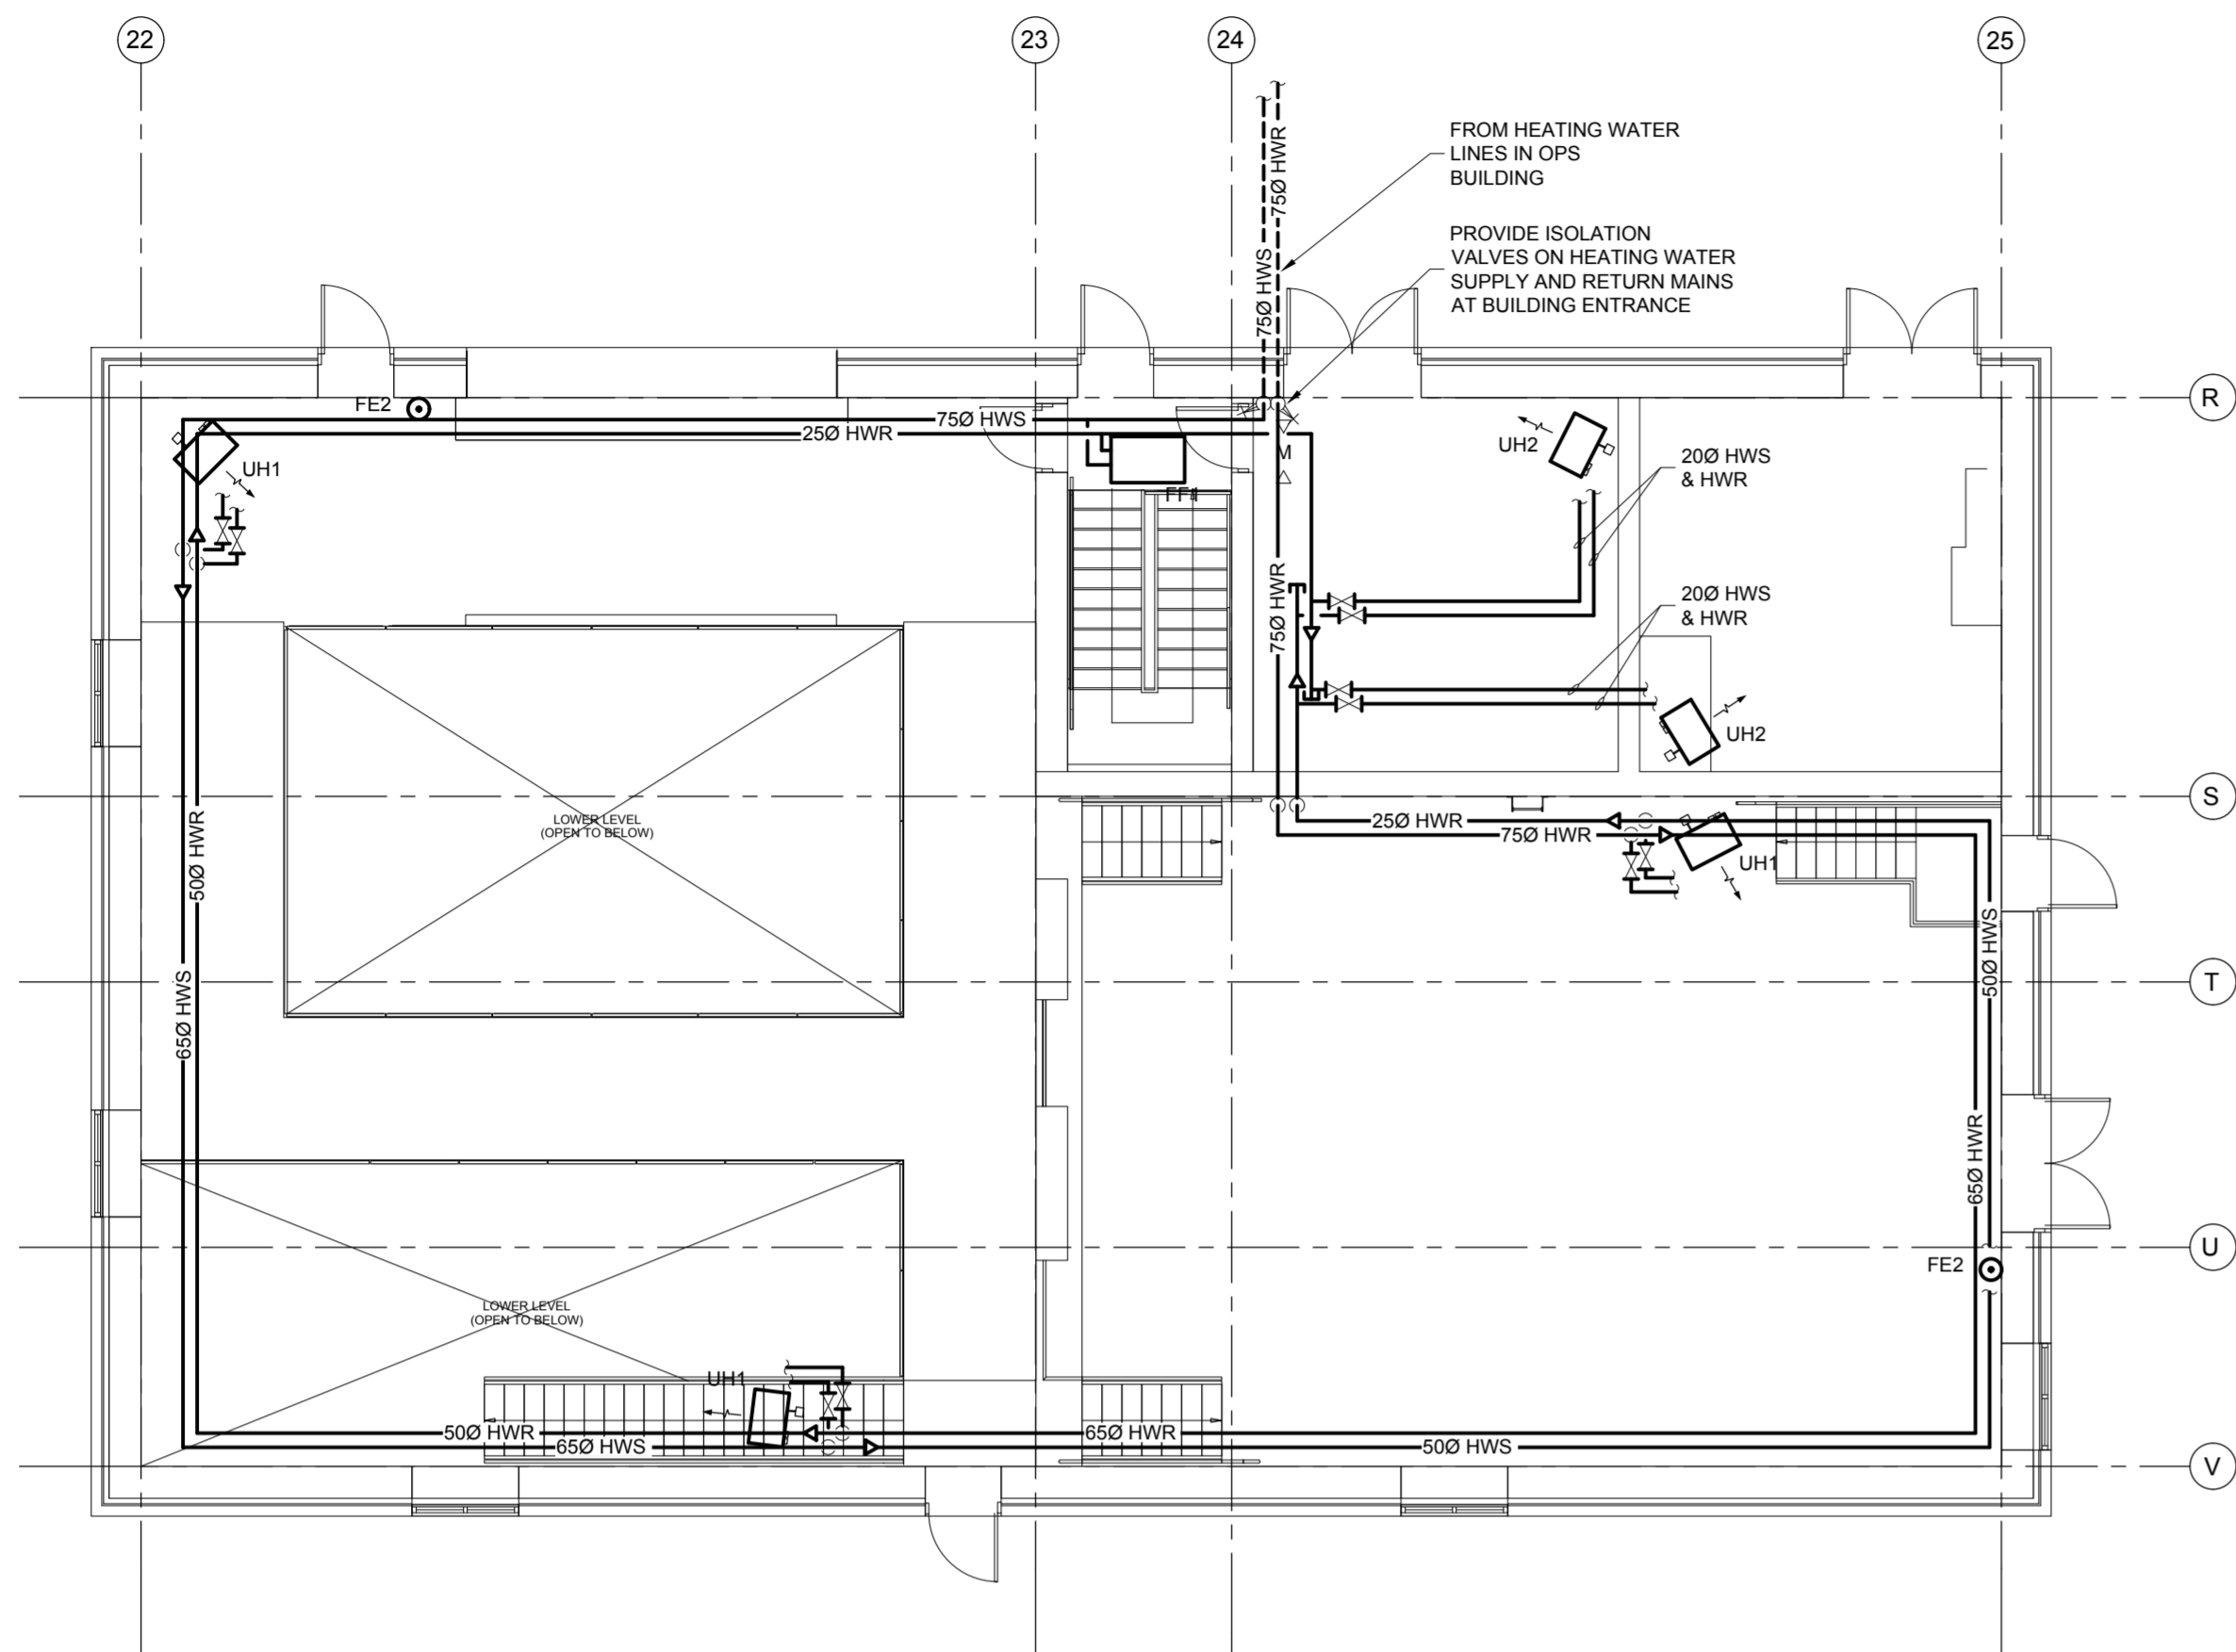 22
23
24
25
FROM HEATING WATER
LINES IN OPS
BUILDING
PROVIDE ISOLATION
VALVES ON HEATING WATER
SUPPLY AND RETURN MAINS
AT BUILDING ENTRANCE
75Ø HWR
75Ø HWS
R
FE2
75Ø HWS
25Ø HWR
UH1
M
UH2
20Ø HWS
& HWR
75Ø HWR
20Ø HWS
& HWR
UH2
S
LOWER LEVEL
(OPEN TO BELOW)
25Ø HWR
75Ø HWR
UH1
50Ø HWR
65Ø HWS
50Ø HWS
T
65Ø HWR
U
FE2
LOWER LEVEL
(OPEN TO BELOW)
UH1
50Ø HWR
65Ø HWS
65Ø HWR
50Ø HWS
V